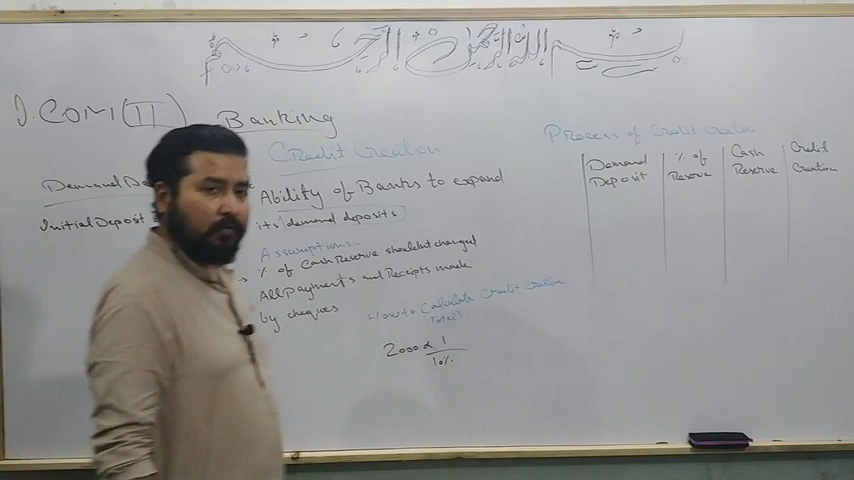 بسم الله الرحمن الرحيم
I.COM(II) Banking
Credit Creation
Demand De
Initial Deposit
Ability of Banks to expand
its demand deposits
Assumptions:-
% of Cash Reserve shouldn't changed
All payments and Receipts made
by cheques
How to Calculate Credit Creation
Total
2000 x 1
10%
Process of Credit Creation
Demand Deposit
% of Reserve
Cash Reserve
Credit Creation